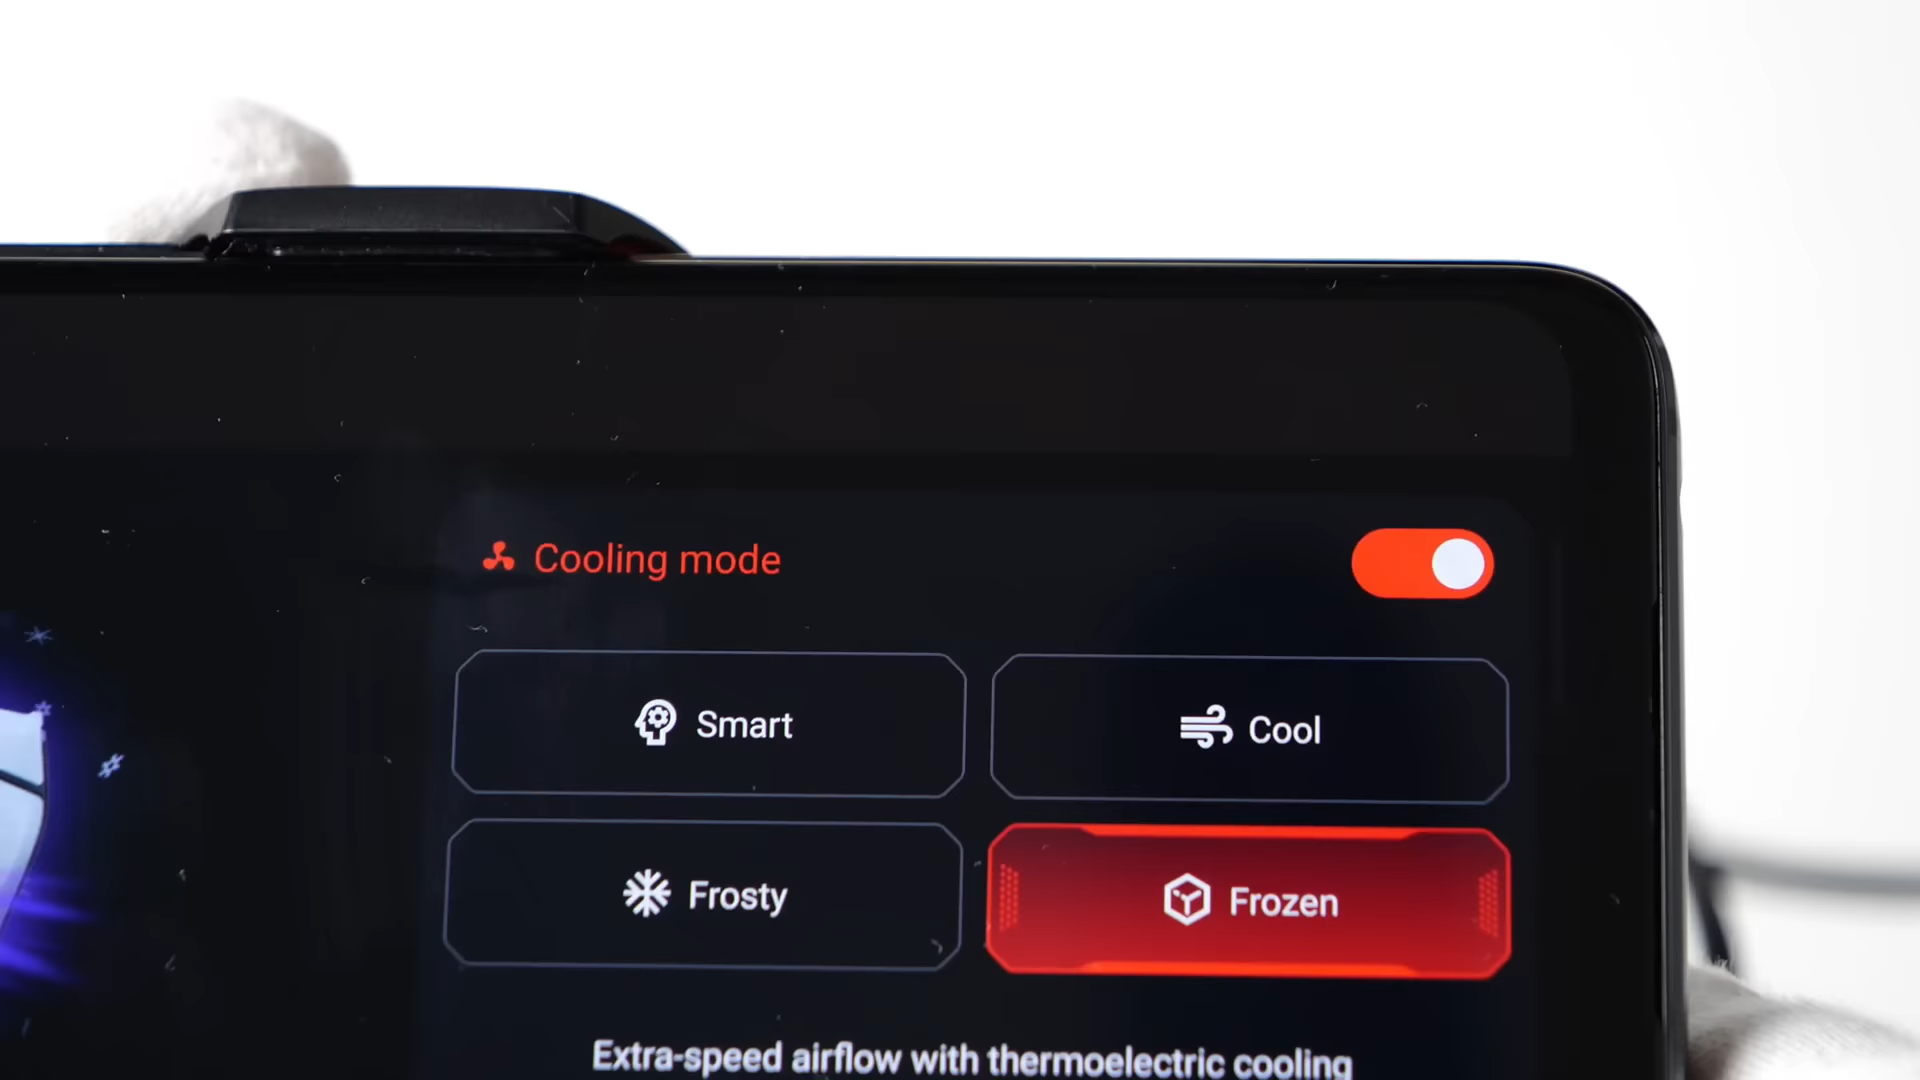 Cooling mode
Smart
Cool
Frosty
Frozen
Extra-speed airflow with thermoelectric cooling